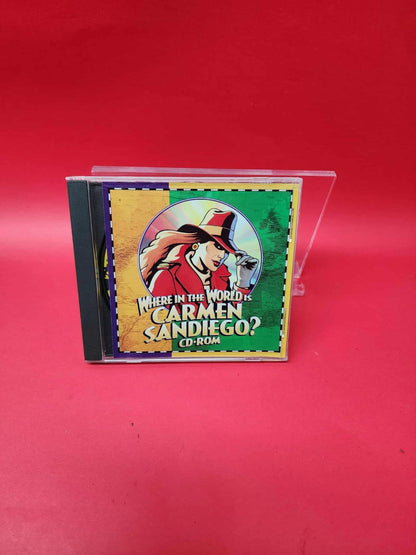 WHERE IN THE WORLD IS
CARMEN
SANDIEGO?
CD-ROM